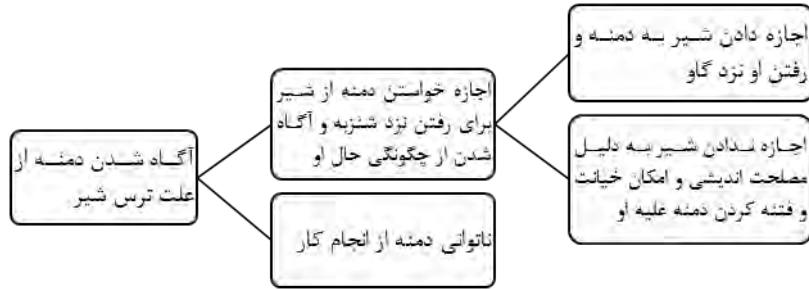 اجازه دادن شیر به دمنه و
رفتن او نزد گاو
اجازه خواستن دمنه از شیر
برای رفتن نزد شنزبه و آگاه
شدن از چگونگی حال او
اجازه ندادن شیر به دلیل
مصلحت اندیشی و امکان خیانت
و فتنه کردن دمنه علیه او
آگاه شدن دمنه از
علت ترس شیر
ناتوانی دمنه از انجام کار